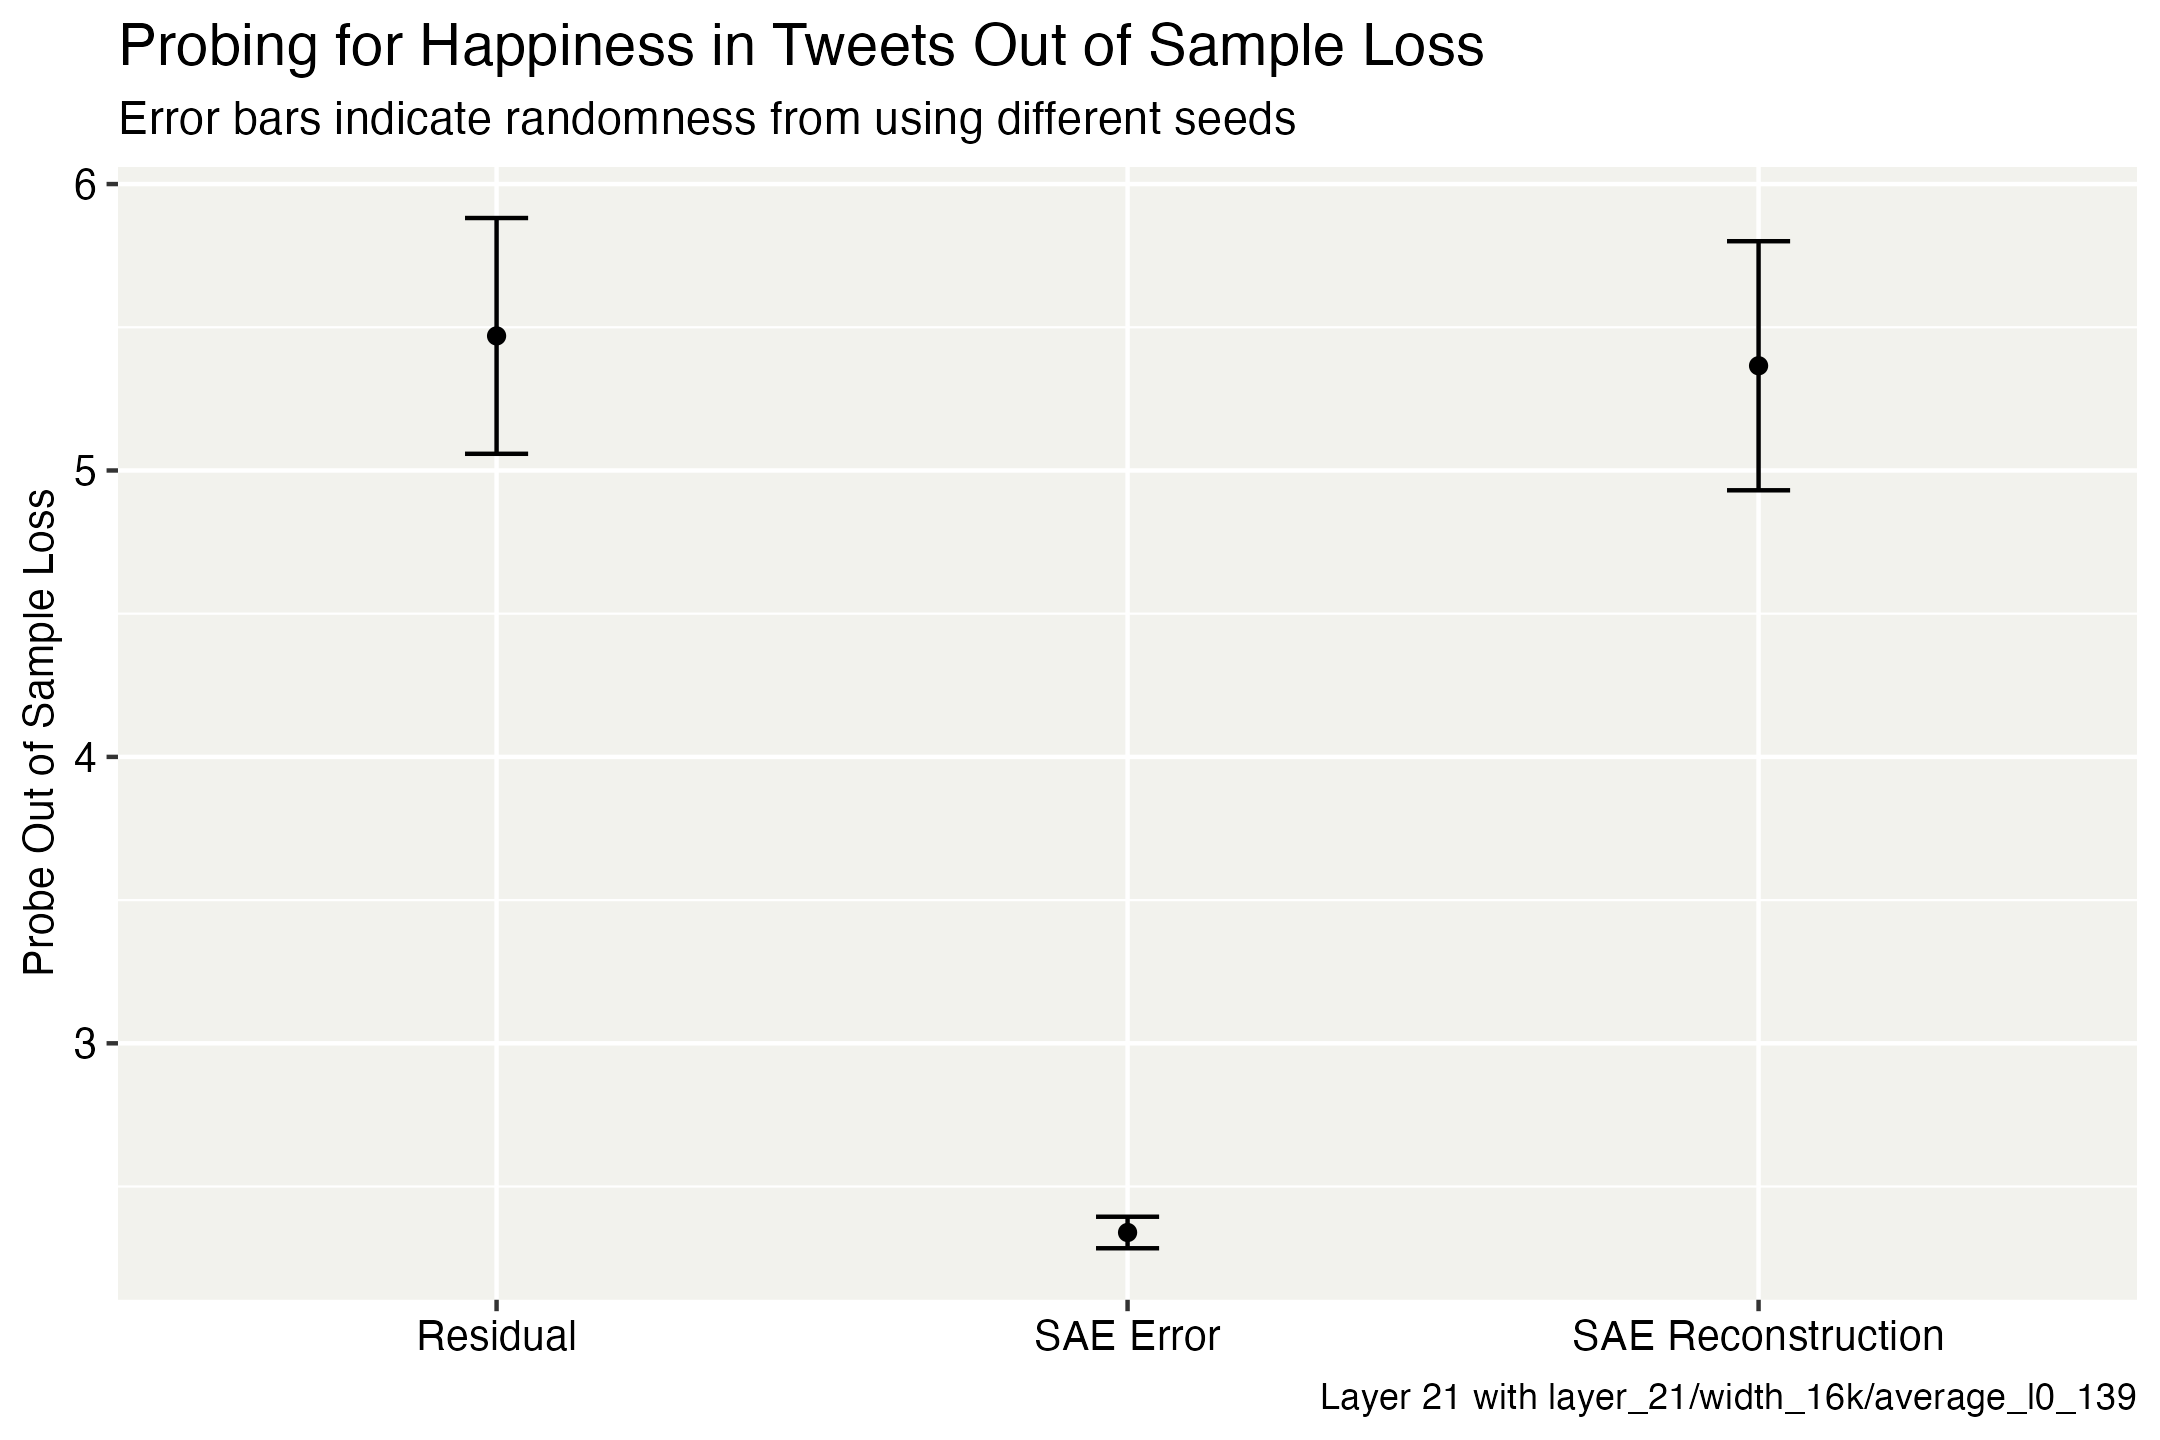 Probing for Happiness in Tweets Out of Sample Loss
Error bars indicate randomness from using different seeds
Probe Out of Sample Loss
6
5
4
3
Residual
SAE Error
SAE Reconstruction
Layer 21 with layer_21/width_16k/average_l0_139